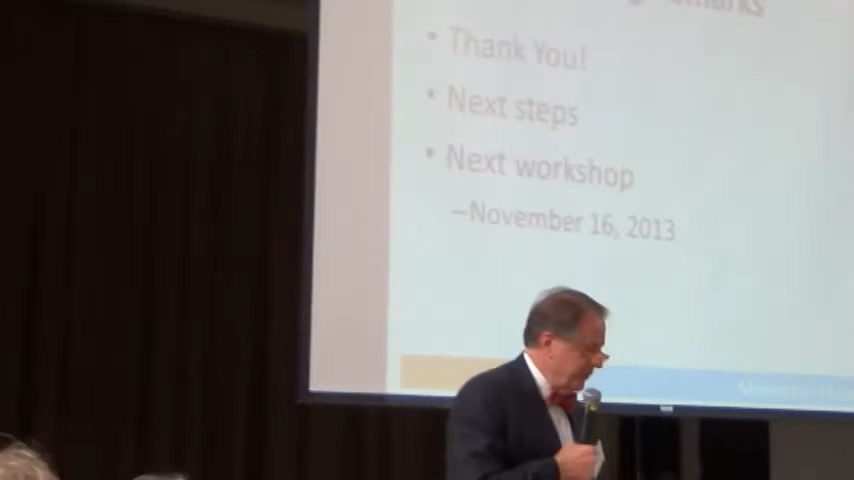 • Thank You!
• Next steps
• Next workshop
–November 16, 2013